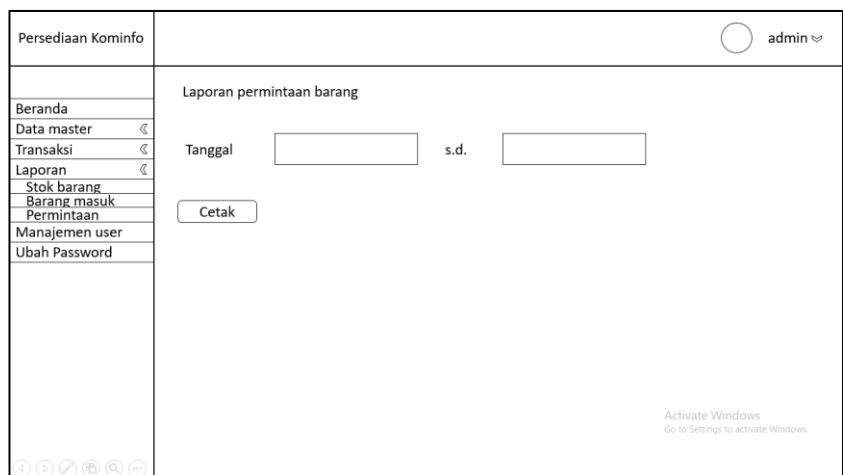 Persediaan Kominfo
admin
Beranda
Data master
Transaksi
Laporan
Stok barang
Barang masuk
Permintaan
Manajemen user
Ubah Password
Laporan permintaan barang
Tanggal s.d.
Cetak
Activate Windows
Go to Settings to activate Windows.